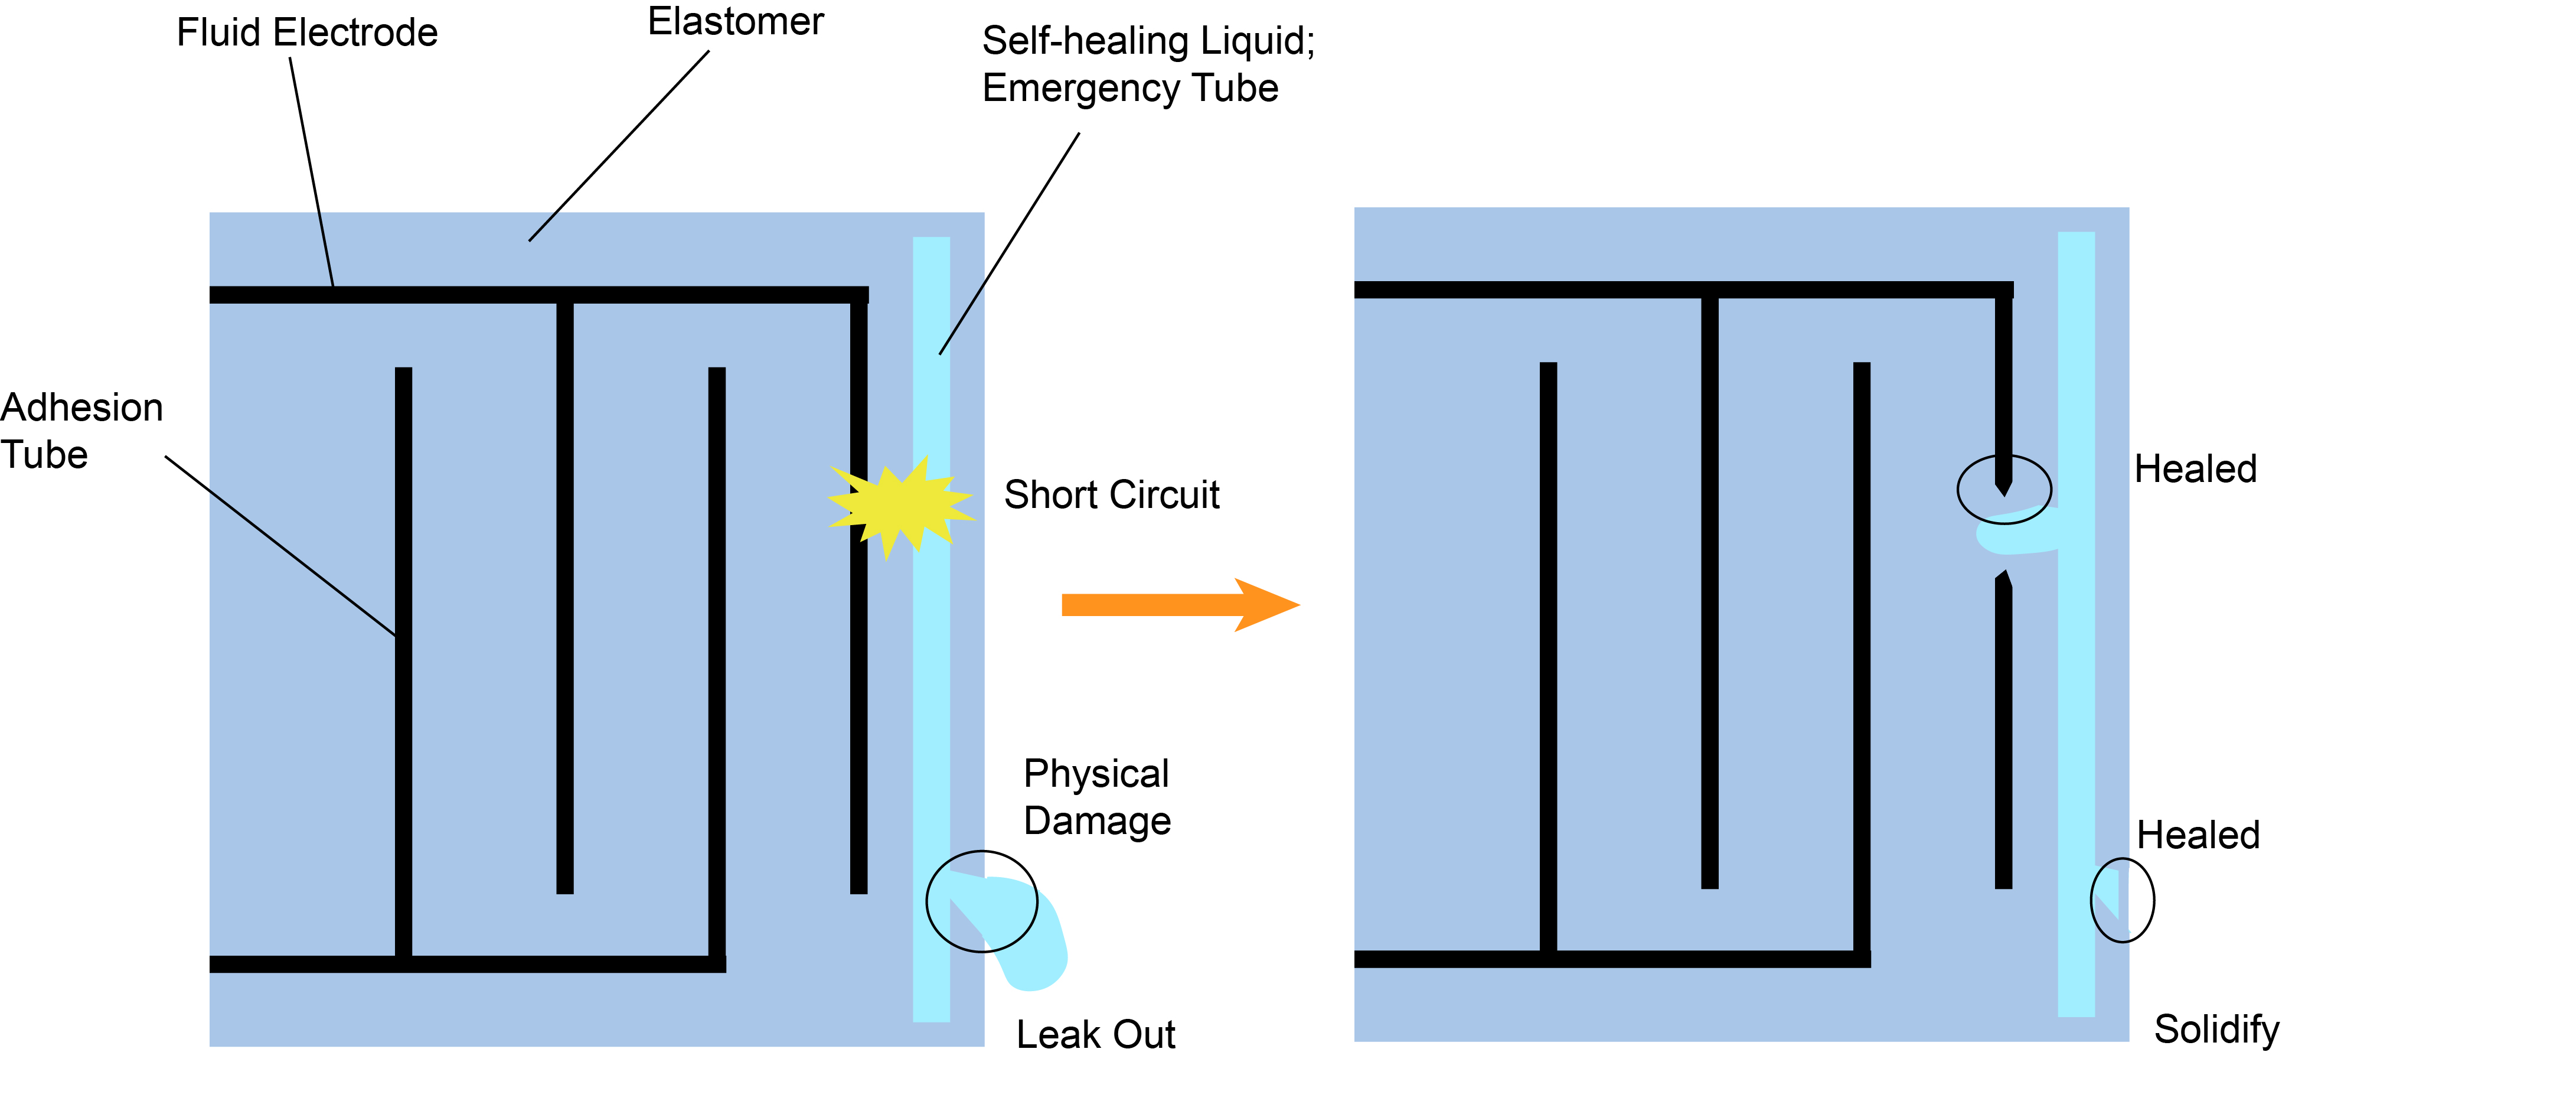 Fluid Electrode
Elastomer
Self-healing Liquid;
Emergency Tube
Adhesion
Tube
Short Circuit
Physical
Damage
Leak Out
Healed
Healed
Solidify